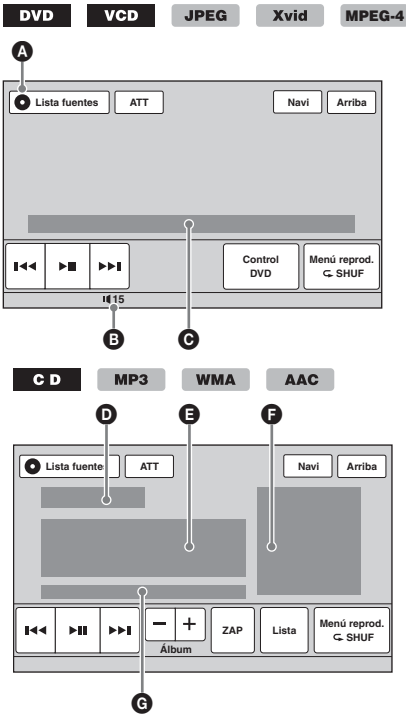 DVD VCD JPEG Xvid MPEG-4
A
Lista fuentes ATT Navi Arriba
Control DVD
Menú reprod. SHUF
15
B C
CD MP3 WMA AAC
D E F
Lista fuentes ATT Navi Arriba
Álbum
ZAP
Lista
Menú reprod. SHUF
G